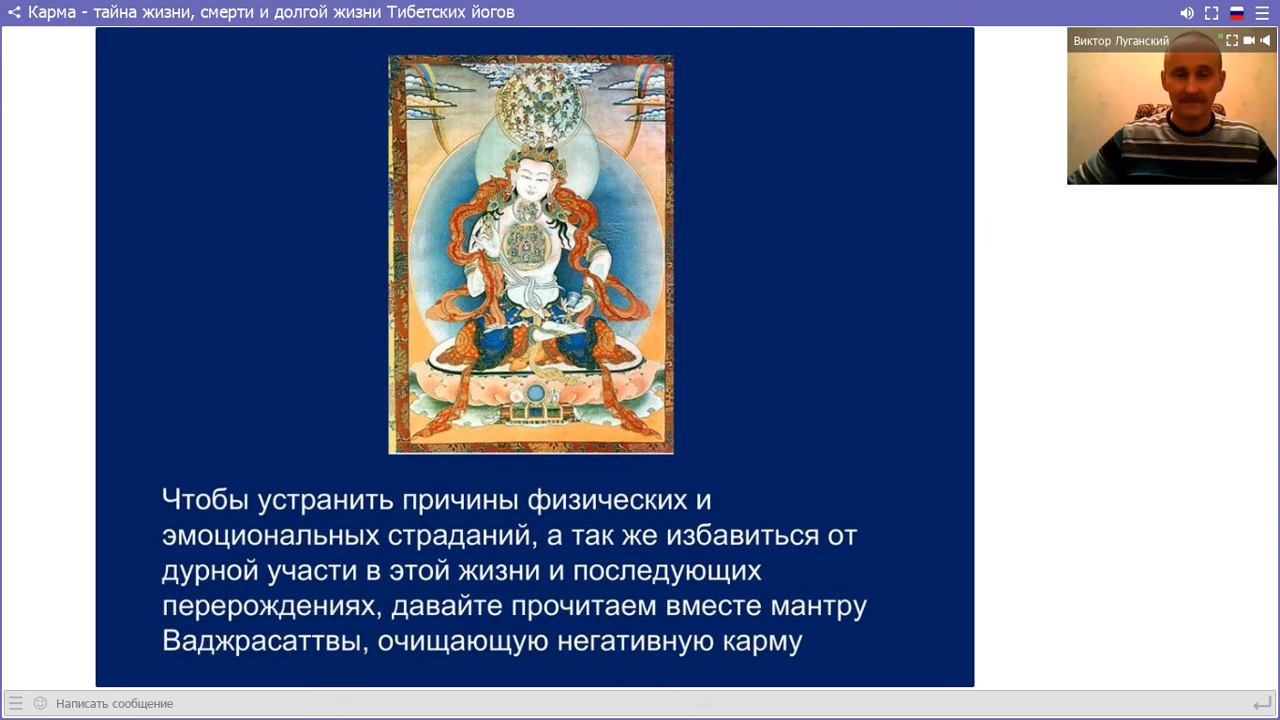 Карма - тайна жизни, смерти и долгой жизни Тибетских йогов
Виктор Луганский
Чтобы устранить причины физических и
эмоциональных страданий, а так же избавиться от
дурной участи в этой жизни и последующих
перерождениях, давайте прочитаем вместе мантру
Ваджрасаттвы, очищающую негативную карму
Написать сообщение